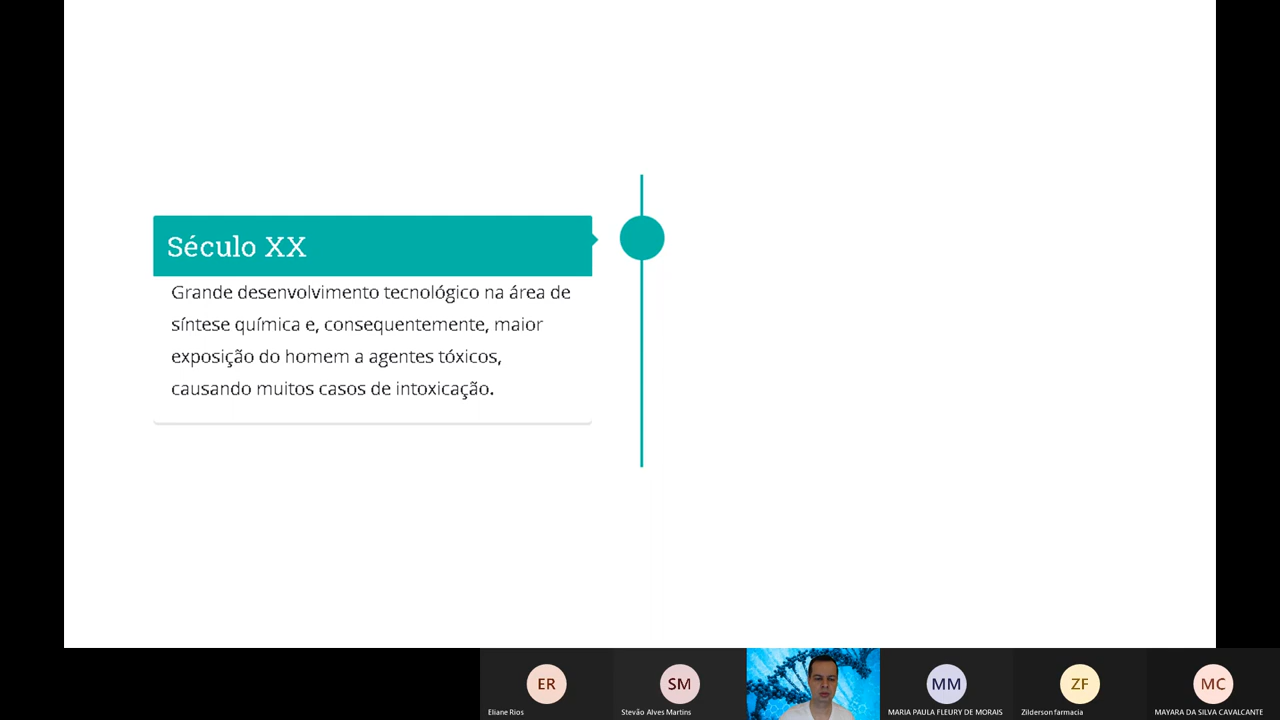 Século XX
Grande desenvolvimento tecnológico na área de
síntese química e, consequentemente, maior
exposição do homem a agentes tóxicos,
causando muitos casos de intoxicação.
ER
SM
MM
ZF
MC
Eliane Rios
Stevão Alves Martins
MARIA PAULA FLEURY DE MORAIS
Zilderson farmacia
MAYARA DA SILVA CAVALCANTE